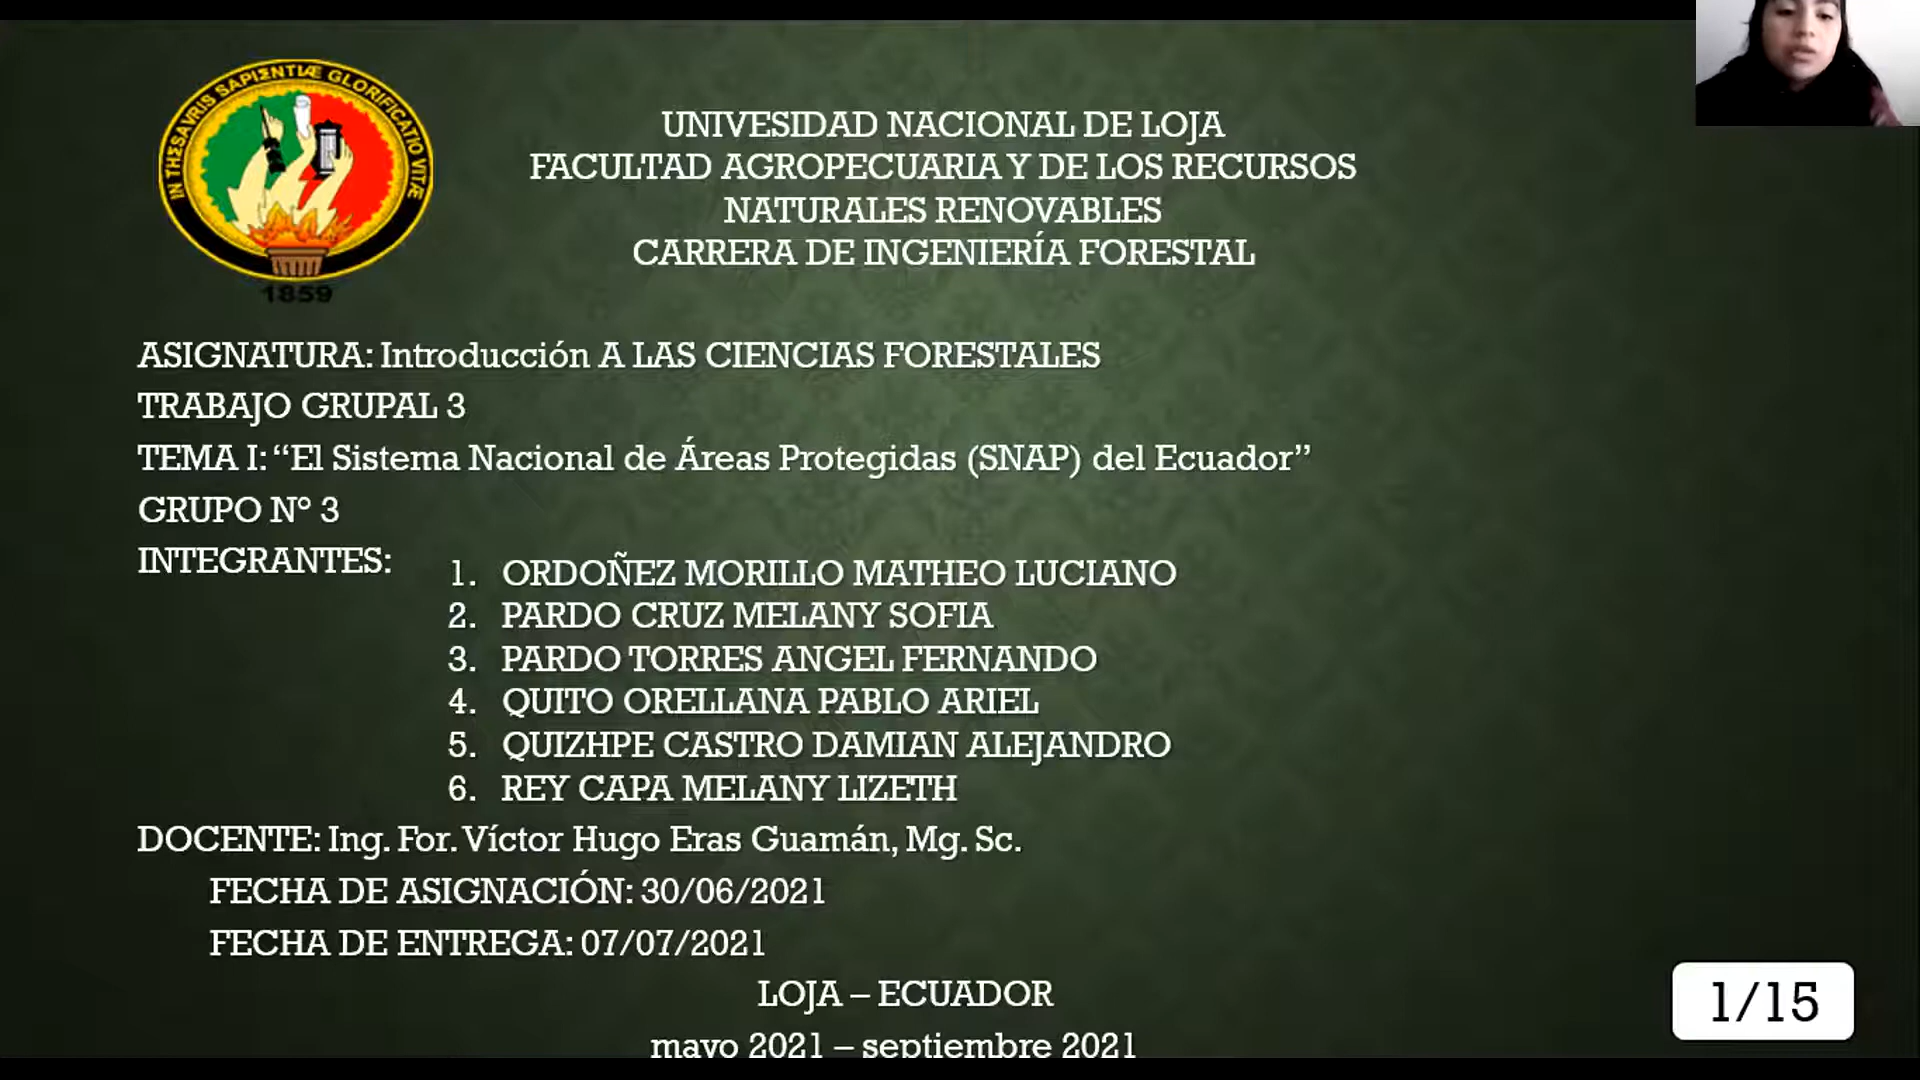 IN THESAVRIS SAPIENTIÆ GLORIFICATIO VITÆ
1859
UNIVESIDAD NACIONAL DE LOJA
FACULTAD AGROPECUARIA Y DE LOS RECURSOS
NATURALES RENOVABLES
CARRERA DE INGENIERÍA FORESTAL
ASIGNATURA: Introducción A LAS CIENCIAS FORESTALES
TRABAJO GRUPAL 3
TEMA I: “El Sistema Nacional de Áreas Protegidas (SNAP) del Ecuador”
GRUPO N° 3
INTEGRANTES:
1. ORDOÑEZ MORILLO MATHEO LUCIANO
2. PARDO CRUZ MELANY SOFIA
3. PARDO TORRES ANGEL FERNANDO
4. QUITO ORELLANA PABLO ARIEL
5. QUIZHPE CASTRO DAMIAN ALEJANDRO
6. REY CAPA MELANY LIZETH
DOCENTE: Ing. For. Víctor Hugo Eras Guamán, Mg. Sc.
FECHA DE ASIGNACIÓN: 30/06/2021
FECHA DE ENTREGA: 07/07/2021
LOJA – ECUADOR
mayo 2021 – septiembre 2021
1/15